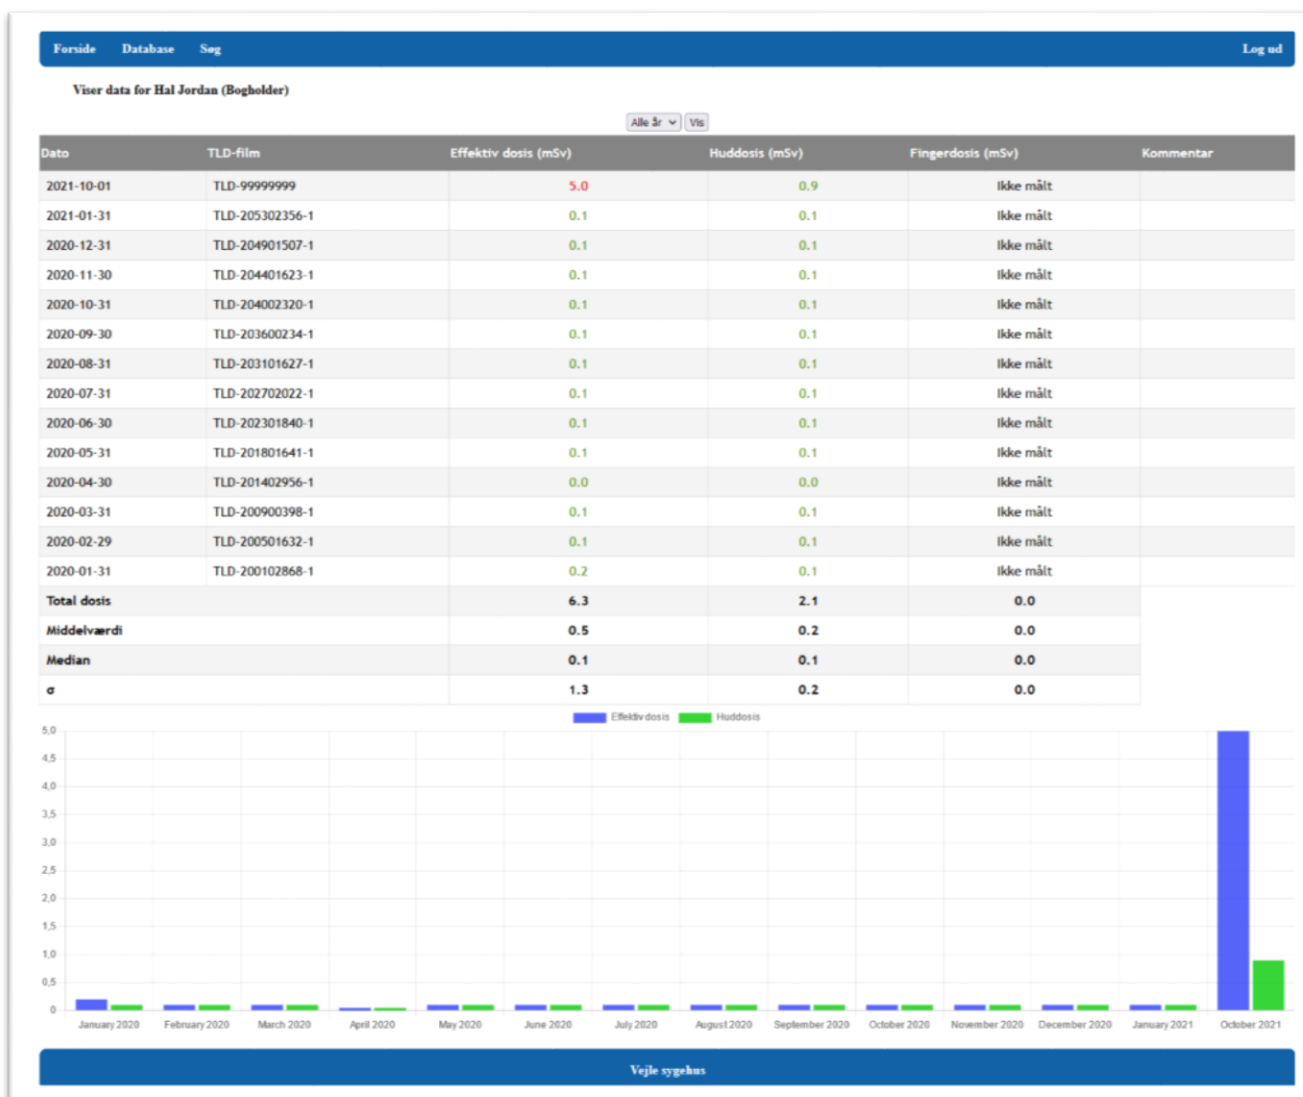 Forside Database Søg Log ud
Viser data for Hal Jordan (Bogholder)
Alle år Vis
Dato TLD-film Effektiv dosis (mSv) Huddosis (mSv) Fingerdosis (mSv) Kommentar
2021-10-01 TLD-99999999 5.0 0.9 Ikke målt
2021-01-31 TLD-205302356-1 0.1 0.1 Ikke målt
2020-12-31 TLD-204901507-1 0.1 0.1 Ikke målt
2020-11-30 TLD-204401623-1 0.1 0.1 Ikke målt
2020-10-31 TLD-204002320-1 0.1 0.1 Ikke målt
2020-09-30 TLD-203600234-1 0.1 0.1 Ikke målt
2020-08-31 TLD-203101627-1 0.1 0.1 Ikke målt
2020-07-31 TLD-202702022-1 0.1 0.1 Ikke målt
2020-06-30 TLD-202301840-1 0.1 0.1 Ikke målt
2020-05-31 TLD-201801641-1 0.1 0.1 Ikke målt
2020-04-30 TLD-201402956-1 0.0 0.0 Ikke målt
2020-03-31 TLD-200900398-1 0.1 0.1 Ikke målt
2020-02-29 TLD-200501632-1 0.1 0.1 Ikke målt
2020-01-31 TLD-200102868-1 0.2 0.1 Ikke målt
Total dosis 6.3 2.1 0.0
Middelværdi 0.5 0.2 0.0
Median 0.1 0.1 0.0
σ 1.3 0.2 0.0
Effektiv dosis Huddosis
5,0
4,5
4,0
3,5
3,0
2,5
2,0
1,5
1,0
0,5
0
January 2020 February 2020 March 2020 April 2020 May 2020 June 2020 July 2020 August 2020 September 2020 October 2020 November 2020 December 2020 January 2021 October 2021
Vejle sygehus